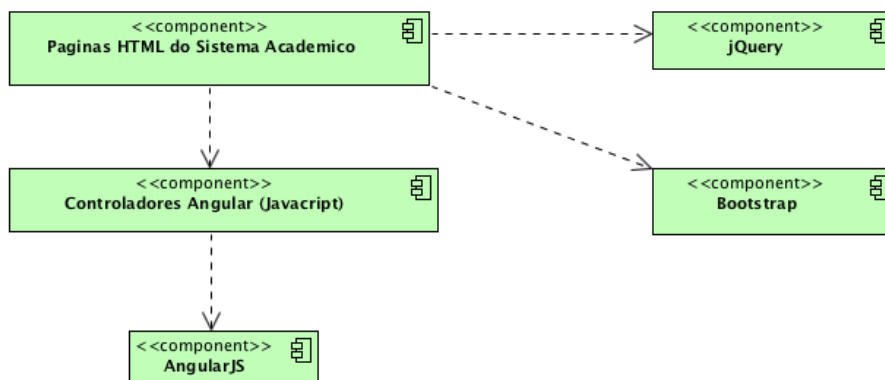 <<component>>
Paginas HTML do Sistema Academico
<<component>>
jQuery
<<component>>
Controladores Angular (Javacript)
<<component>>
Bootstrap
<<component>>
AngularJS